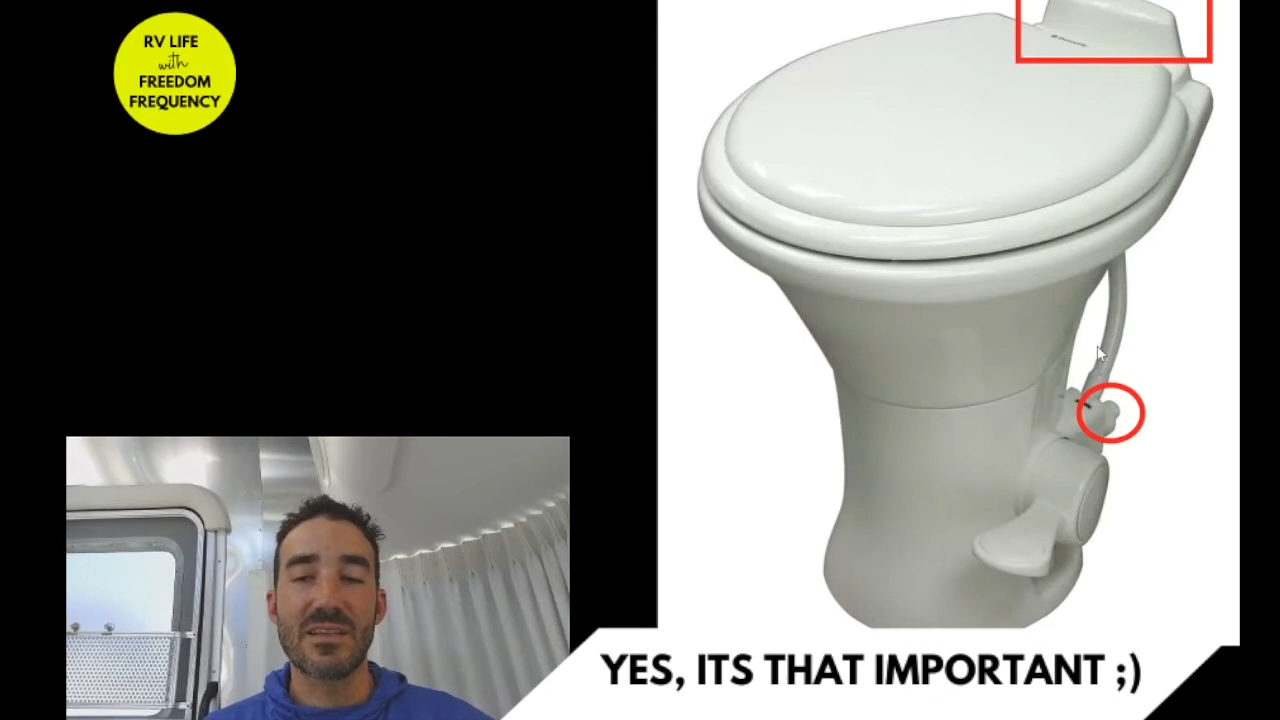 RV LIFE
with
FREEDOM
FREQUENCY
YES, ITS THAT IMPORTANT ;)